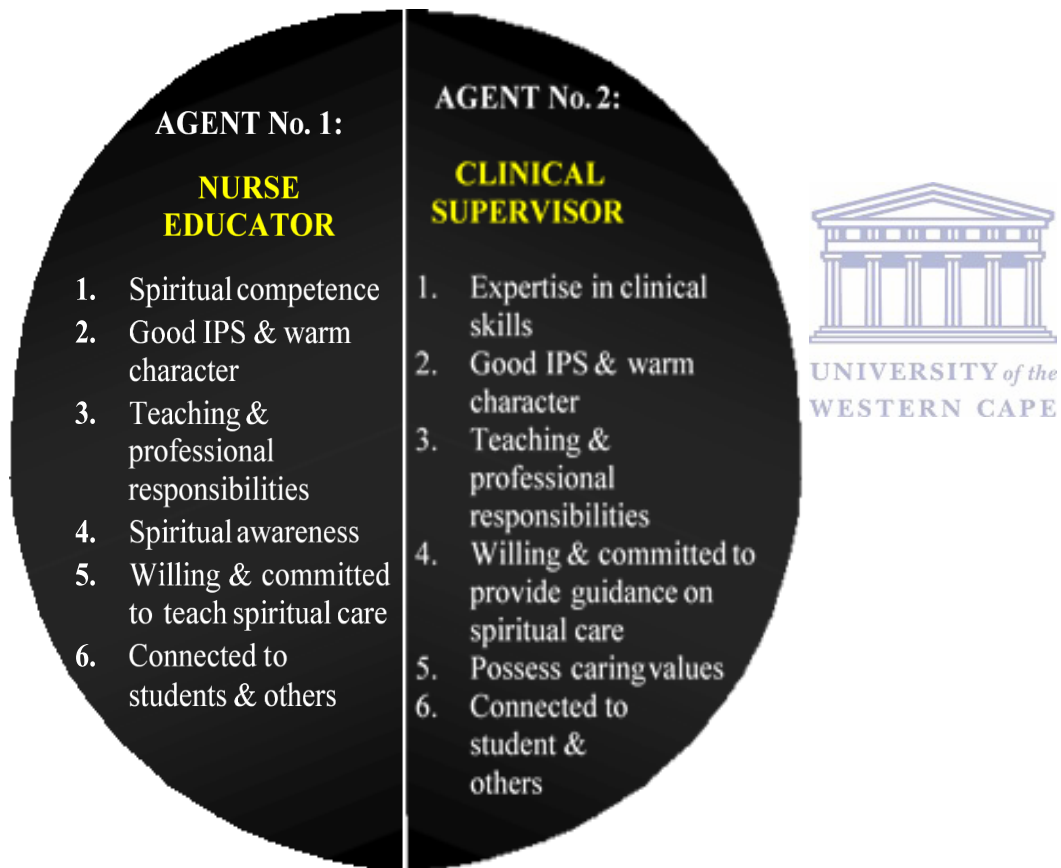 AGENT No. 1:
NURSE
EDUCATOR
1. Spiritual competence
2. Good IPS & warm
character
3. Teaching &
professional
responsibilities
4. Spiritual awareness
5. Willing & committed
to teach spiritual care
6. Connected to
students & others
AGENT No. 2:
CLINICAL
SUPERVISOR
1. Expertise in clinical
skills
2. Good IPS & warm
character
3. Teaching &
professional
responsibilities
4. Willing & committed to
provide guidance on
spiritual care
5. Possess caring values
6. Connected to
student &
others
UNIVERSITY of the
WESTERN CAPE